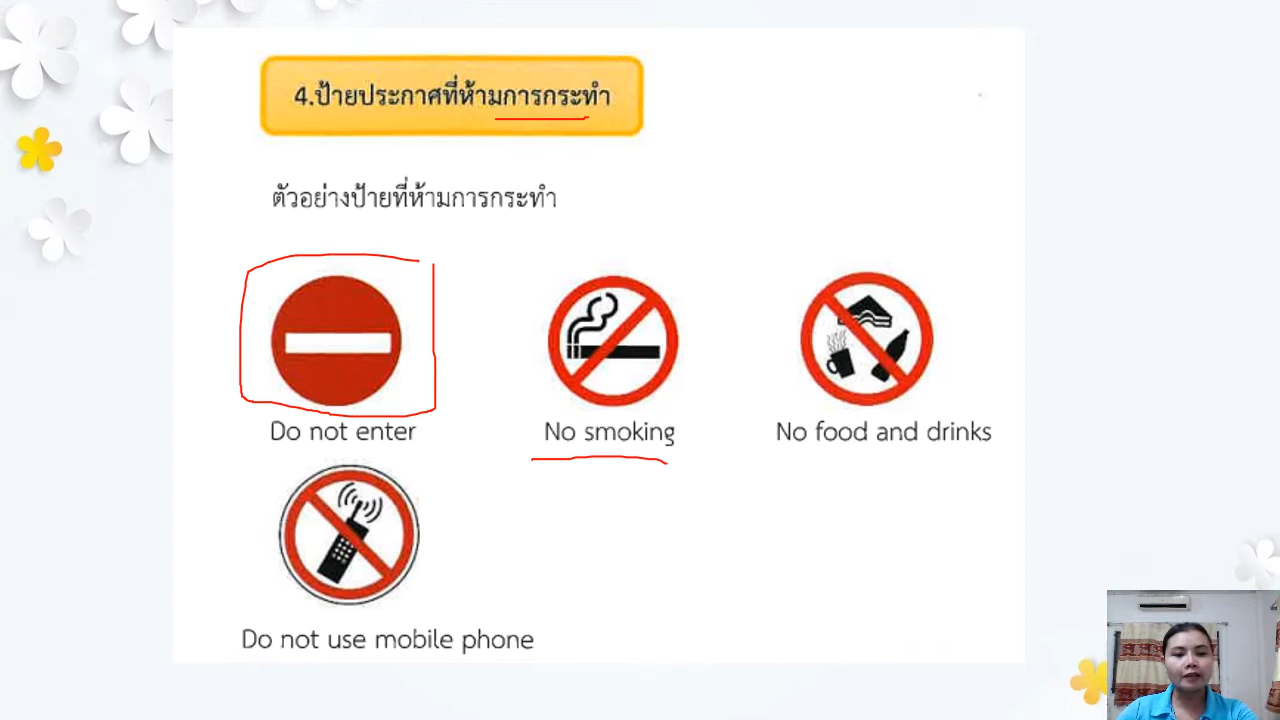 4.ป้ายประกาศที่ห้ามการกระทำ
ตัวอย่างป้ายที่ห้ามการกระทำ
Do not enter
No smoking
No food and drinks
Do not use mobile phone